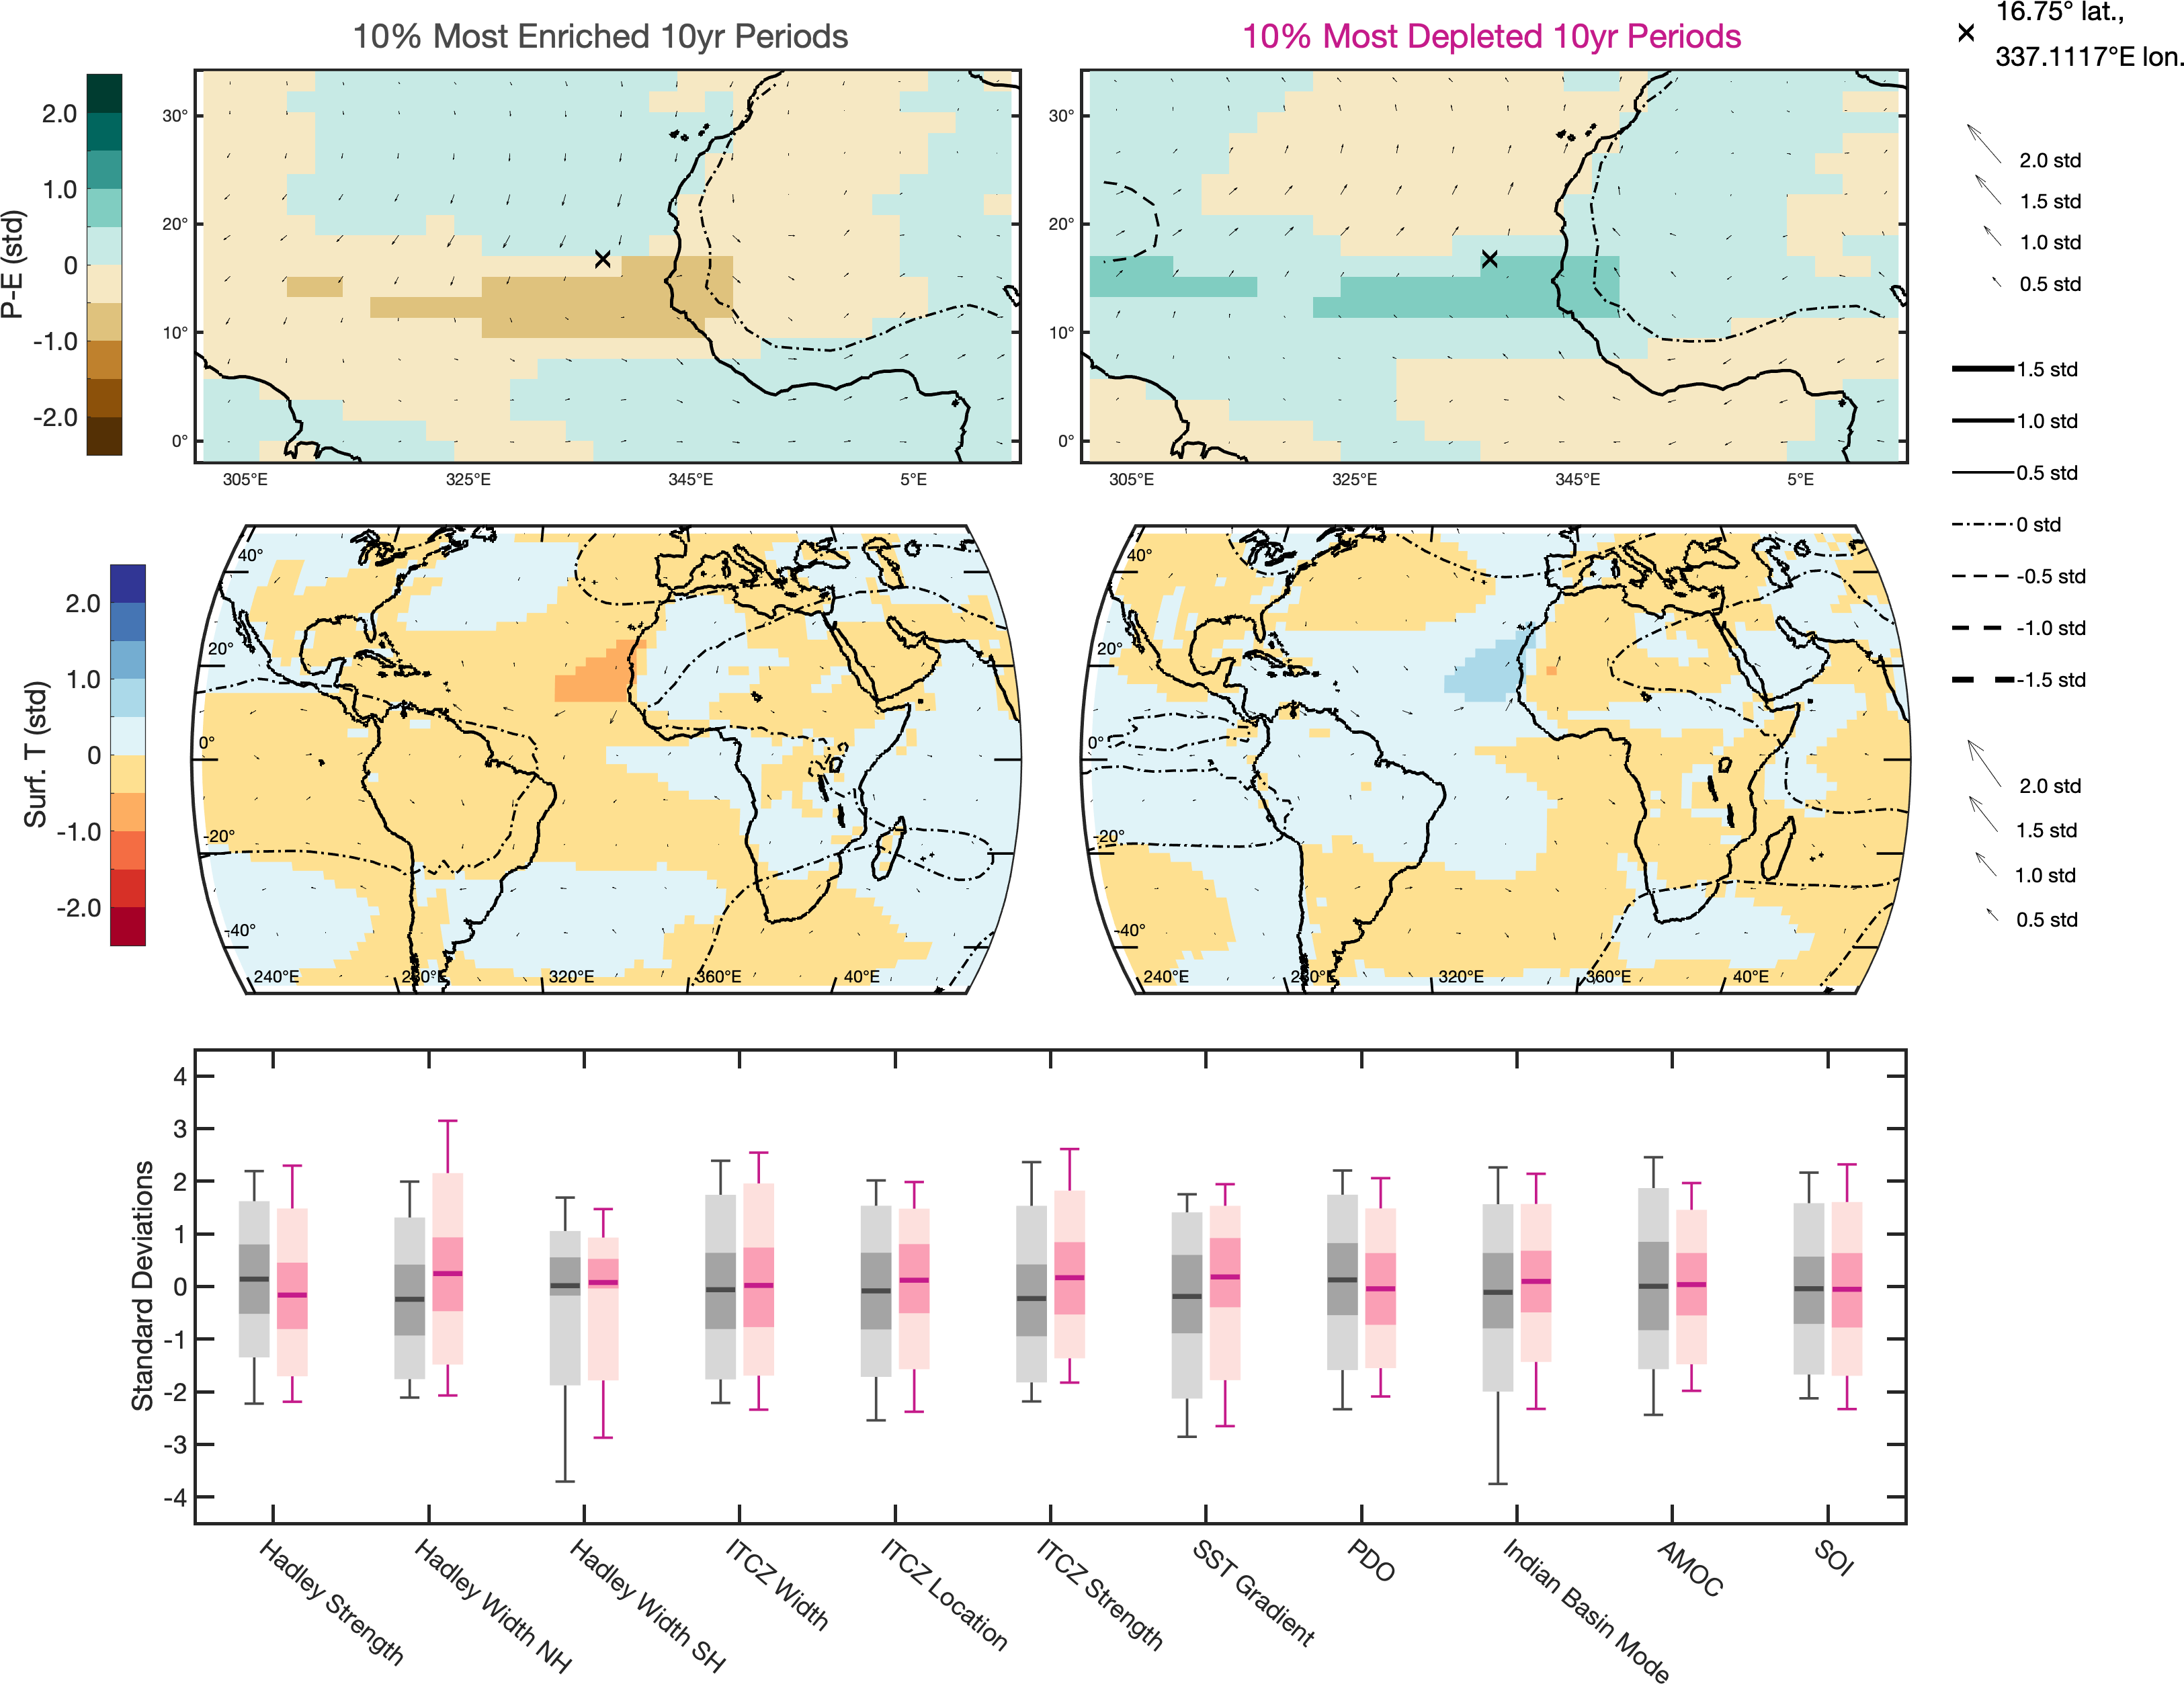 10% Most Enriched 10yr Periods
10% Most Depleted 10yr Periods
16.75° lat.,
337.1117°E lon.
P-E (std)
2.0
1.0
0
-1.0
-2.0
30°
20°
10°
0°
305°E
325°E
345°E
5°E
30°
20°
10°
0°
305°E
325°E
345°E
5°E
2.0 std
1.5 std
1.0 std
0.5 std
1.5 std
1.0 std
0.5 std
0 std
-0.5 std
-1.0 std
-1.5 std
Surf. T (std)
2.0
1.0
0
-1.0
-2.0
40°
20°
0°
-20°
-40°
240°E
280°E
320°E
360°E
40°E
40°
20°
0°
-20°
-40°
240°E
280°E
320°E
360°E
40°E
2.0 std
1.5 std
1.0 std
0.5 std
Standard Deviations
4
3
2
1
0
-1
-2
-3
-4
Hadley Strength
Hadley Width NH
Hadley Width SH
ITCZ Width
ITCZ Location
ITCZ Strength
SST Gradient
PDO
Indian Basin Mode
AMOC
SOI